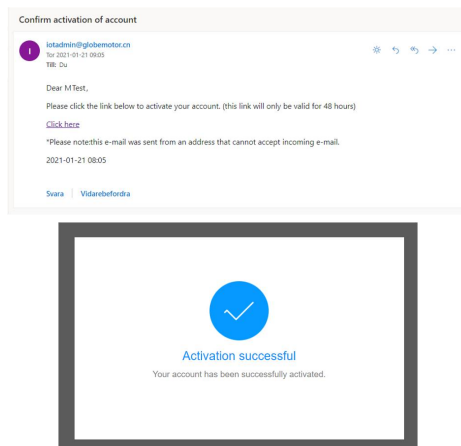 Confirm activation of account
I
iotadmin@globemotor.cn
Tor 2021-01-21 09:05
Till: Du
Dear MTest,
Please click the link below to activate your account. (this link will only be valid for 48 hours)
Click here
*Please note:this e-mail was sent from an address that cannot accept incoming e-mail.
2021-01-21 08:05
Svara Vidarebefordra
Activation successful
Your account has been successfully activated.